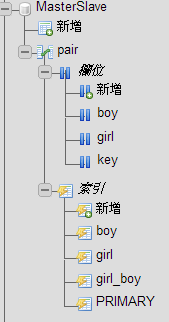 MasterSlave
新增
pair
欄位
新增
boy
girl
key
索引
新增
boy
girl
girl_boy
PRIMARY